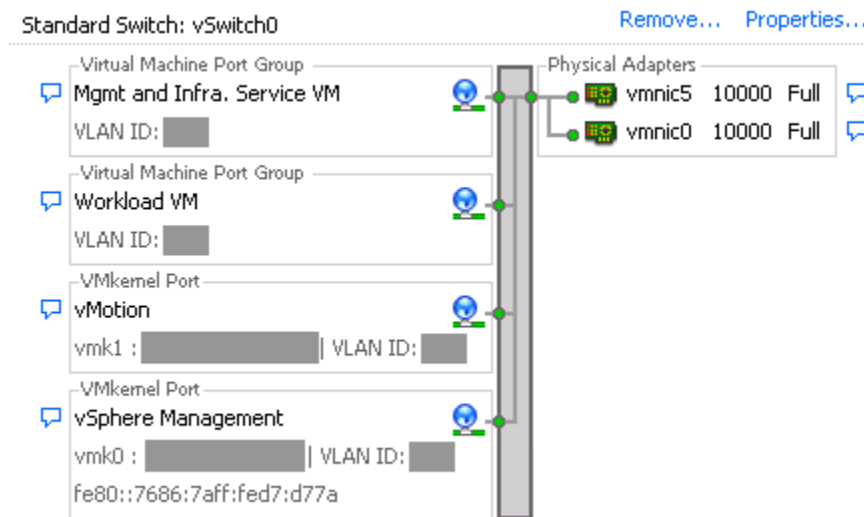 Standard Switch: vSwitch0
Remove... Properties...
Virtual Machine Port Group
Mgmt and Infra. Service VM
VLAN ID:
Physical Adapters
vmnic5 10000 Full
vmnic0 10000 Full
Virtual Machine Port Group
Workload VM
VLAN ID:
VMkernel Port
vMotion
vmk1 : | VLAN ID:
VMkernel Port
vSphere Management
vmk0 : | VLAN ID:
fe80::7686:7aff:fed7:d77a